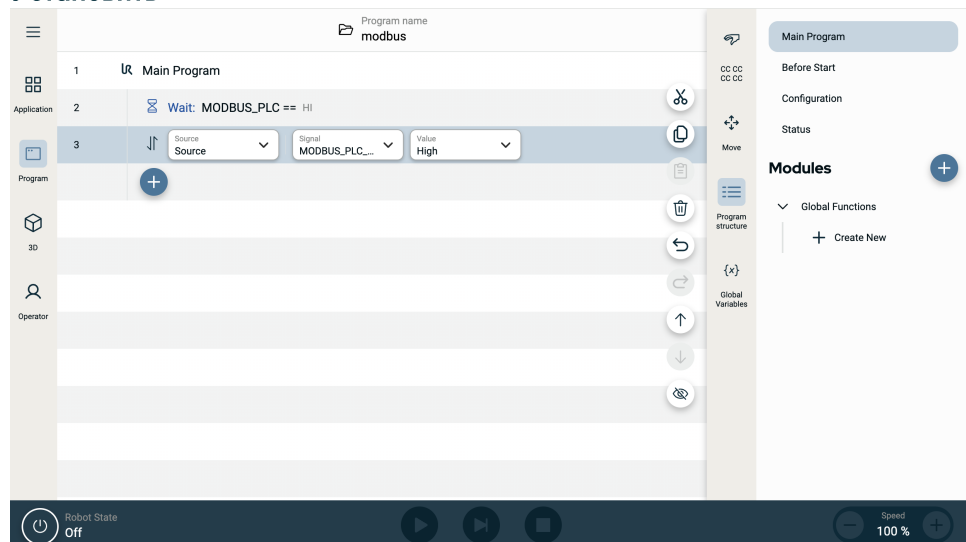 Program name
modbus
Application
Program
3D
Operator
1 Main Program
2 Wait: MODBUS_PLC == HI
3 Source Source Signal MODBUS_PLC_... Value High
CC CC
CC CC
Move
Program
structure
{x}
Global
Variables
Main Program
Before Start
Configuration
Status
Modules
Global Functions
Create New
Robot State
Off
Speed
100 %